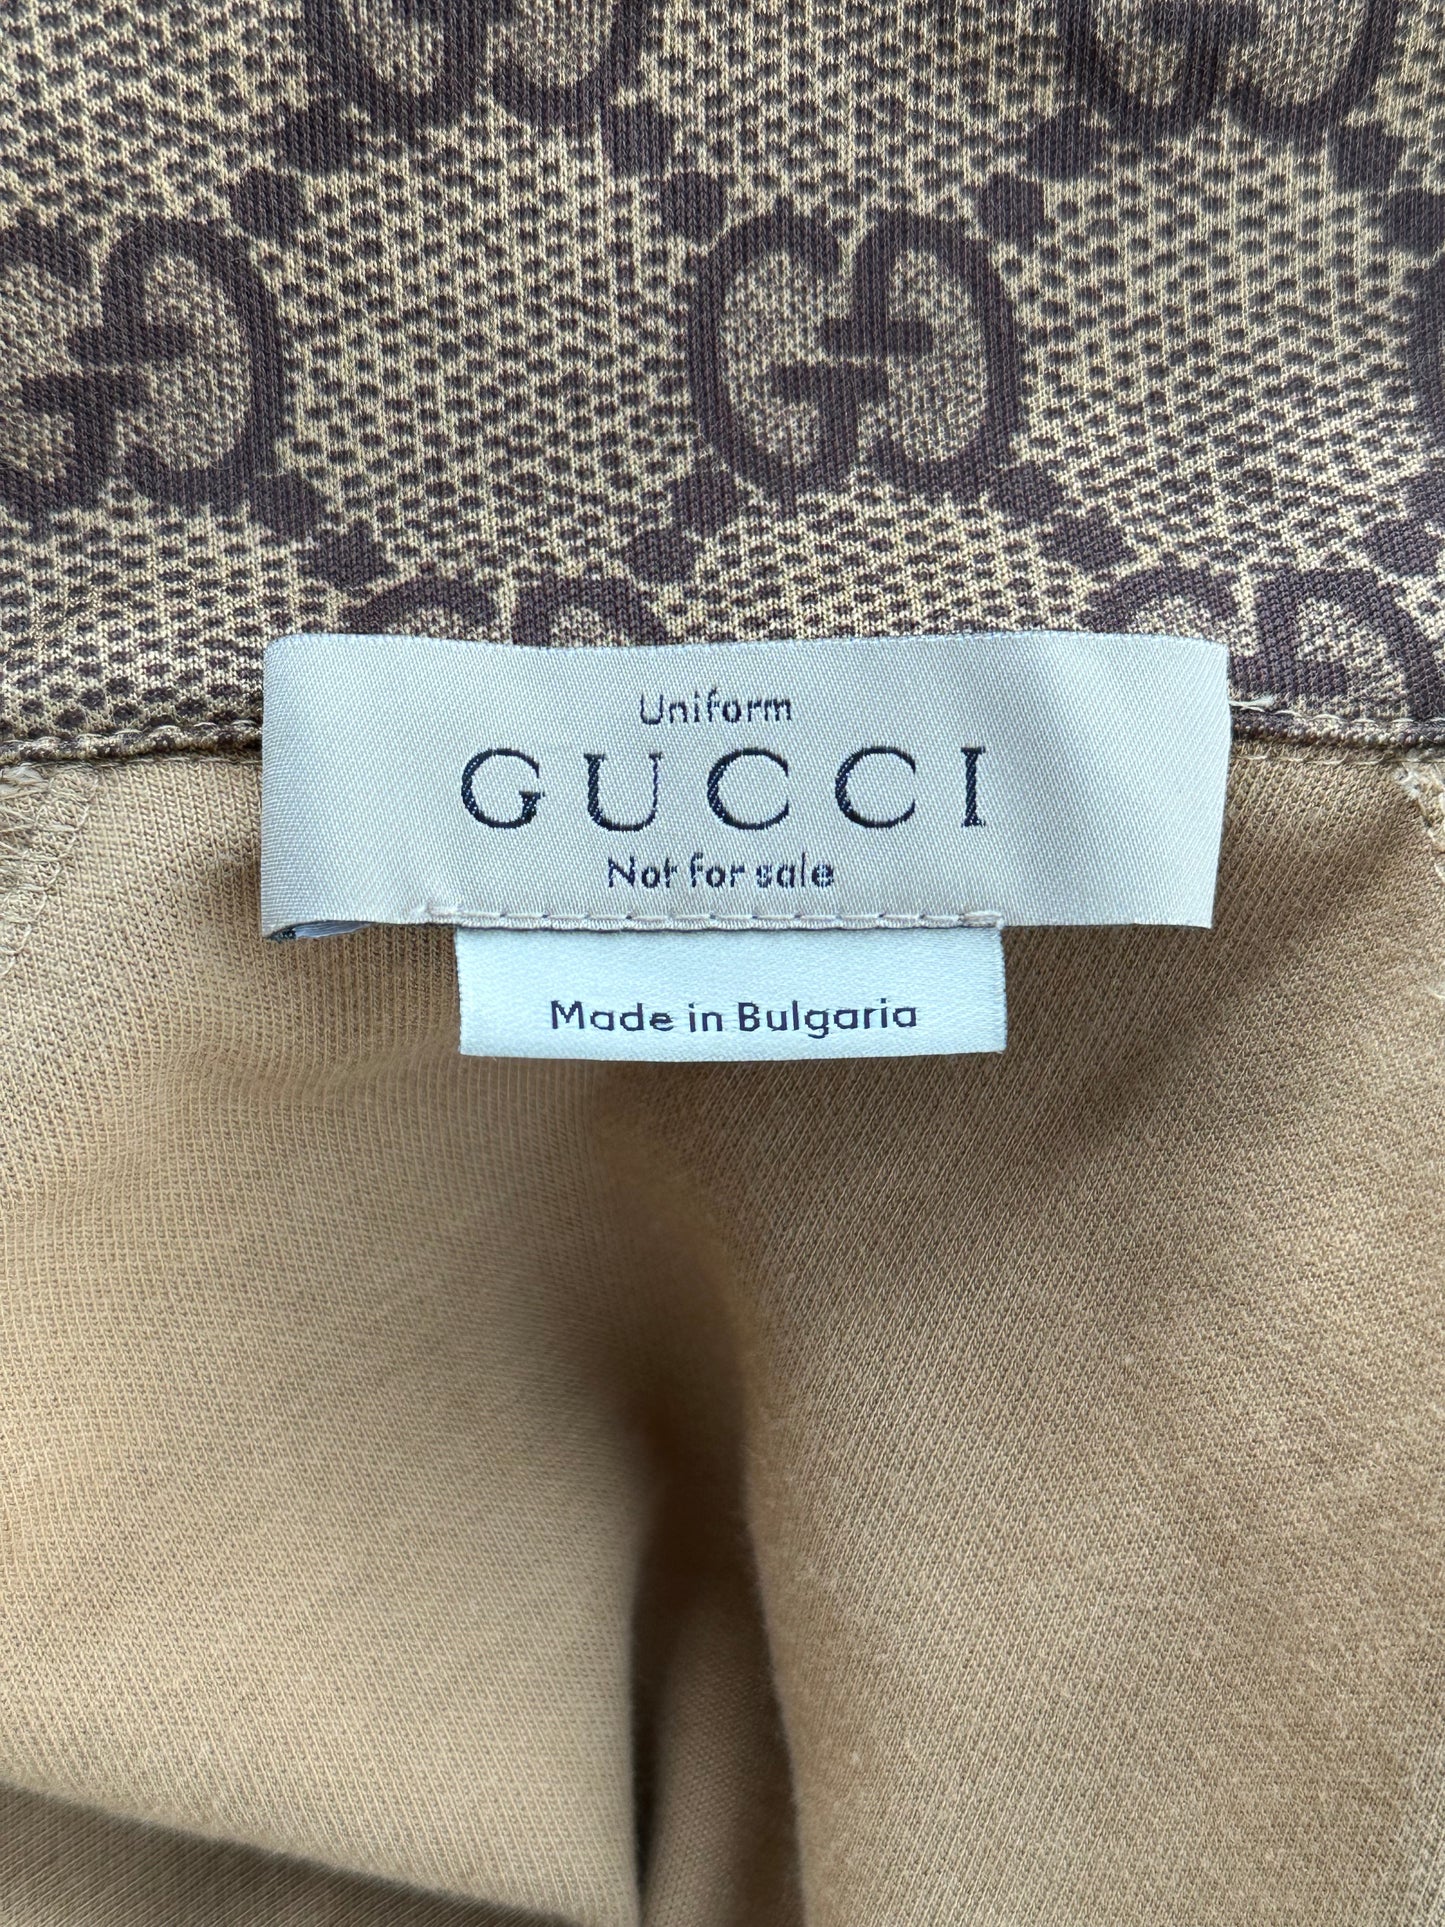 Uniform
GUCCI
Not for sale
Made in Bulgaria